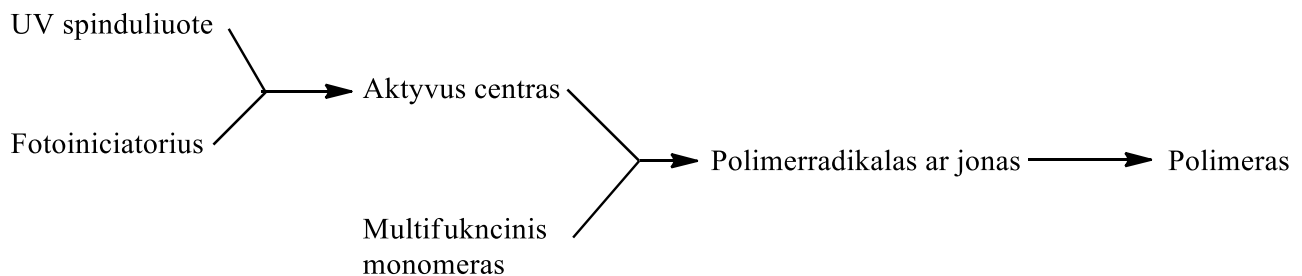 UV spinduliuote
Fotoiniciatorius
Aktyvus centras
Multifukncinis
monomeras
Polimerradikalas ar jonas
Polimeras